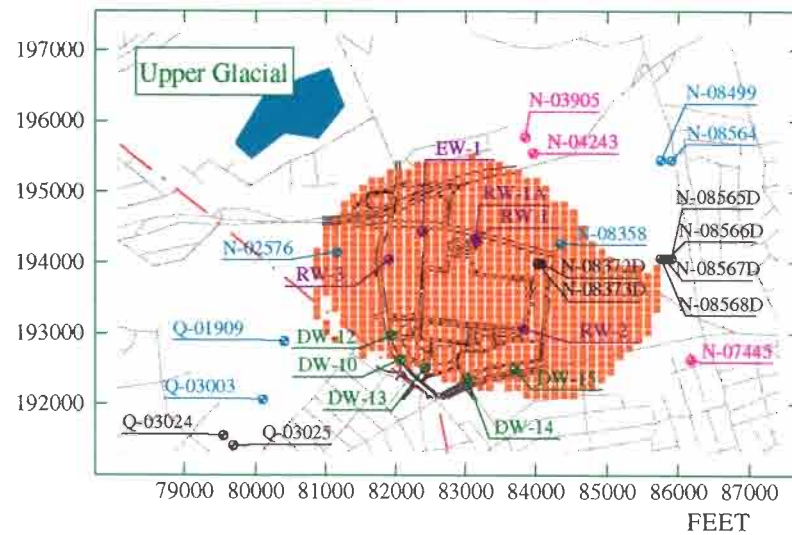 197000
Upper Glacial
196000
N-03905
N-08499
N-04243
N-08564
EW-1
195000
RW-1A
RW-1
N-08565D
N-08358
N-08566D
N-02576
194000
RW-3
N-08372D
N-08567D
N-08373D
N-08568D
193000
Q-01909
DW-12
RW-2
DW-10
N-07445
Q-03003
DW-13
DW-15
192000
Q-03024
Q-03025
DW-14
79000 80000 81000 82000 83000 84000 85000 86000 87000
FEET